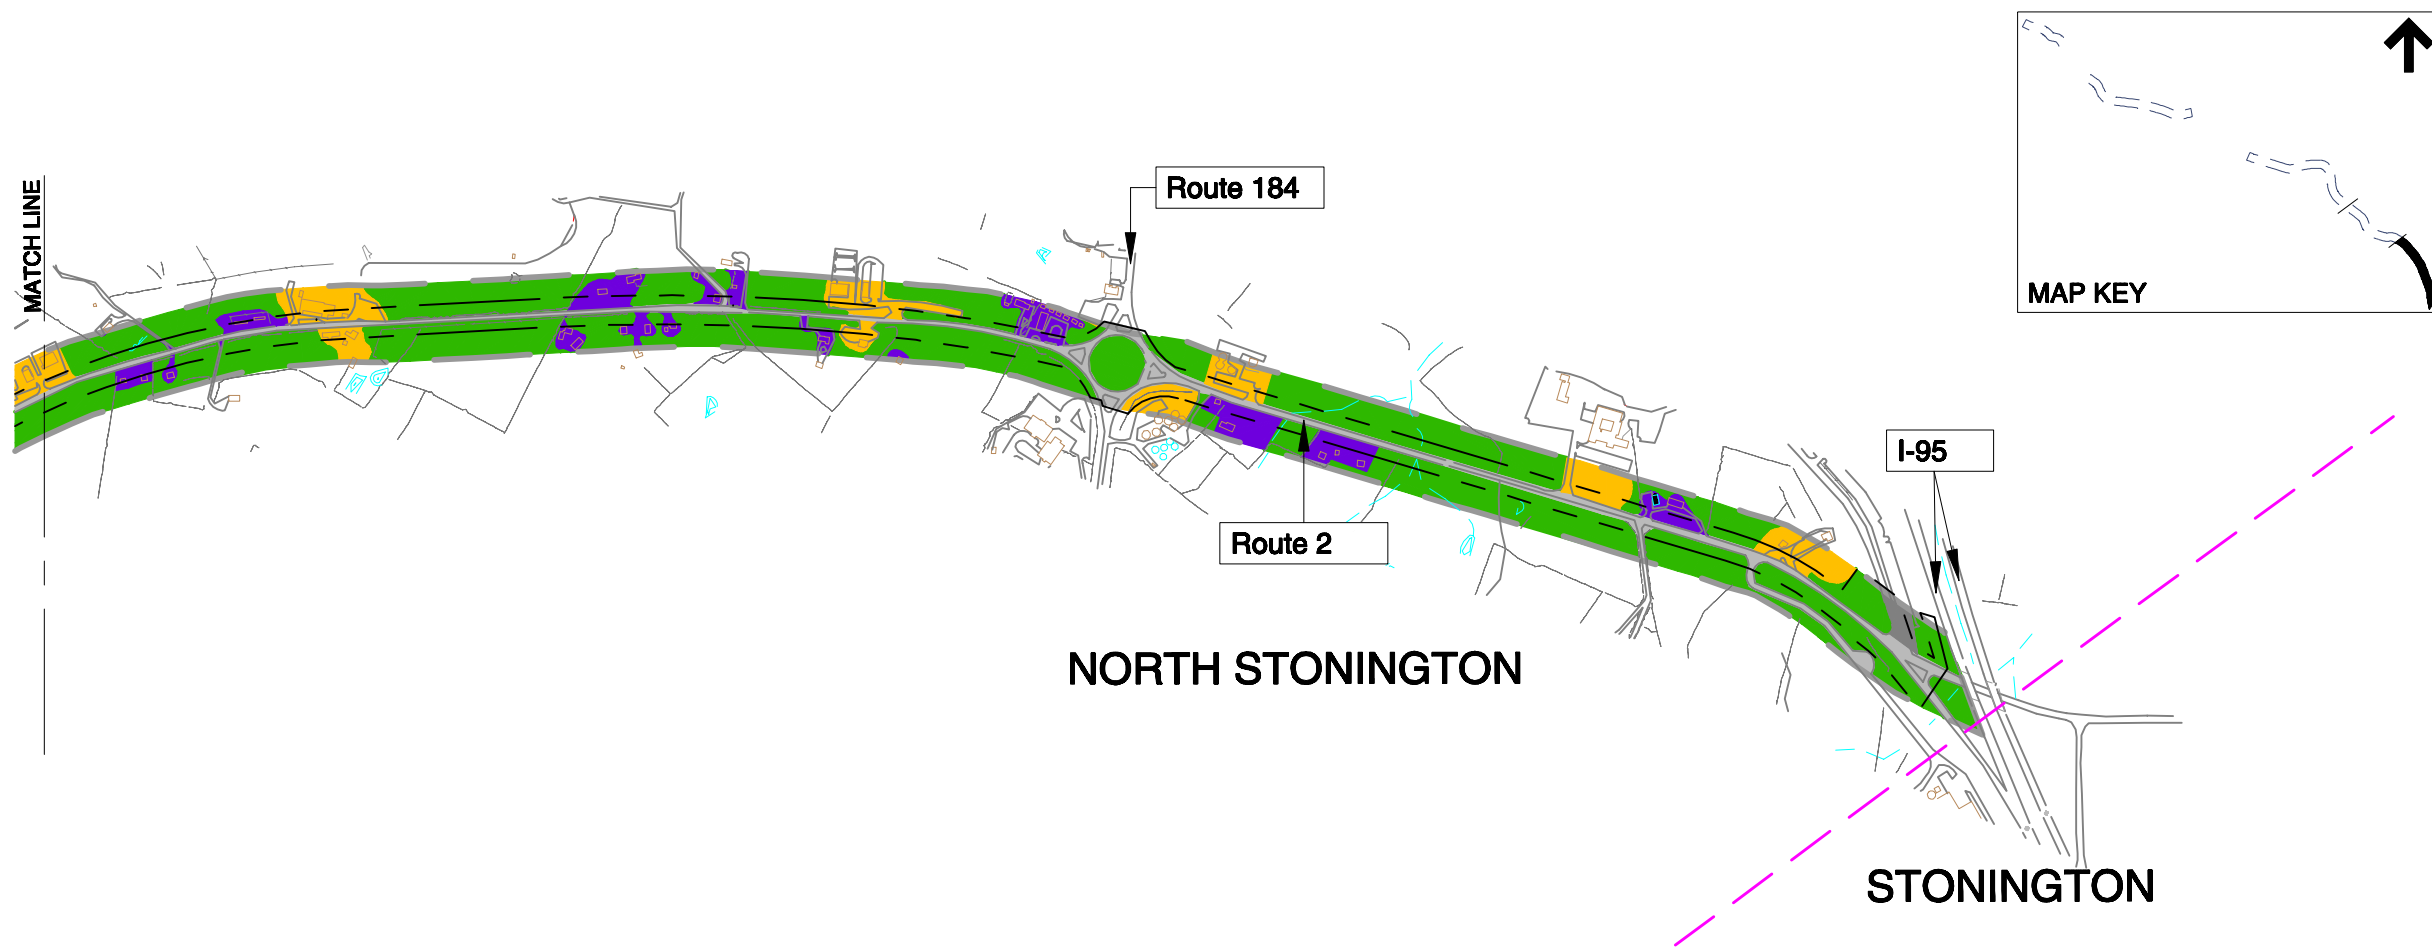 MATCH LINE
Route 184
MAP KEY
I-95
Route 2
NORTH STONINGTON
STONINGTON